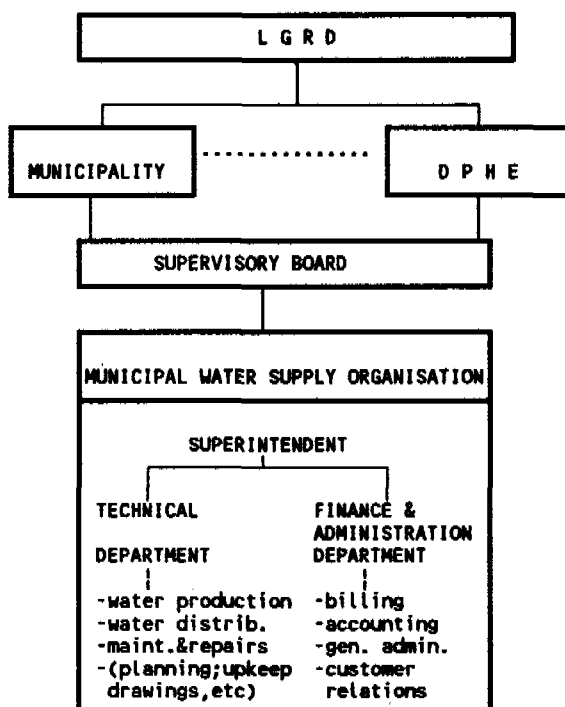 L G R D
MUNICIPALITY
D P H E
SUPERVISORY BOARD
MUNICIPAL WATER SUPPLY ORGANISATION
SUPERINTENDENT
TECHNICAL
DEPARTMENT
-water production
-water distrib.
-maint.&repairs
-(planning;upkeep
drawings,etc)
FINANCE &
ADMINISTRATION
DEPARTMENT
-billing
-accounting
-gen. admin.
-customer
relations